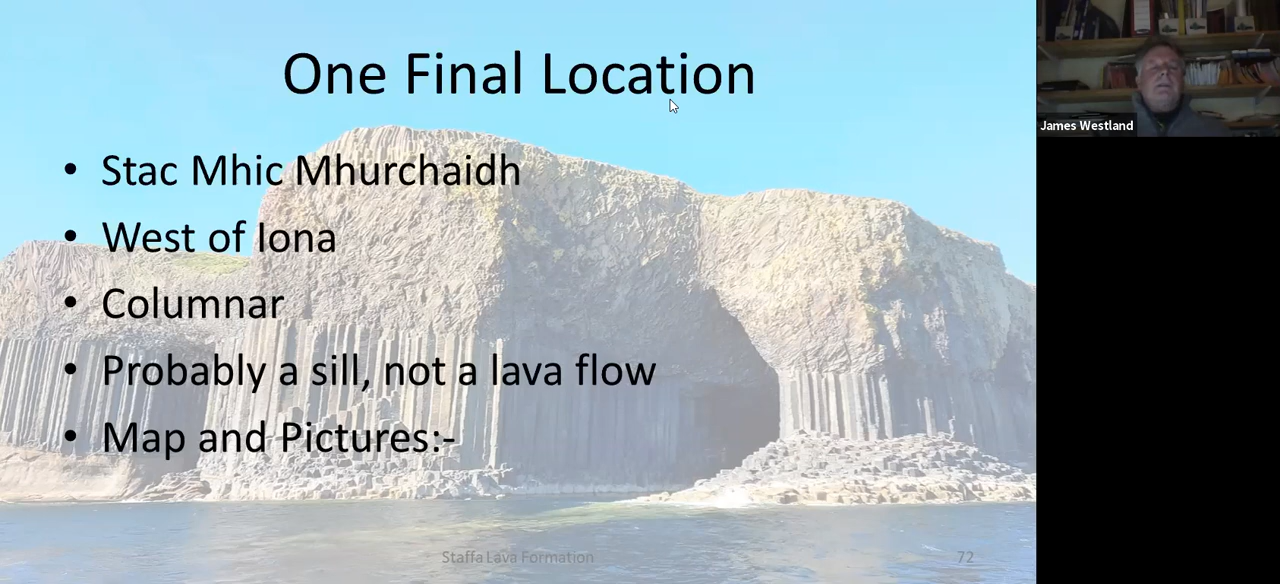 One Final Location
• Stac Mhic Mhurchaidh
• West of Iona
• Columnar
• Probably a sill, not a lava flow
• Map and Pictures:-
Staffa Lava Formation
72
James Westland